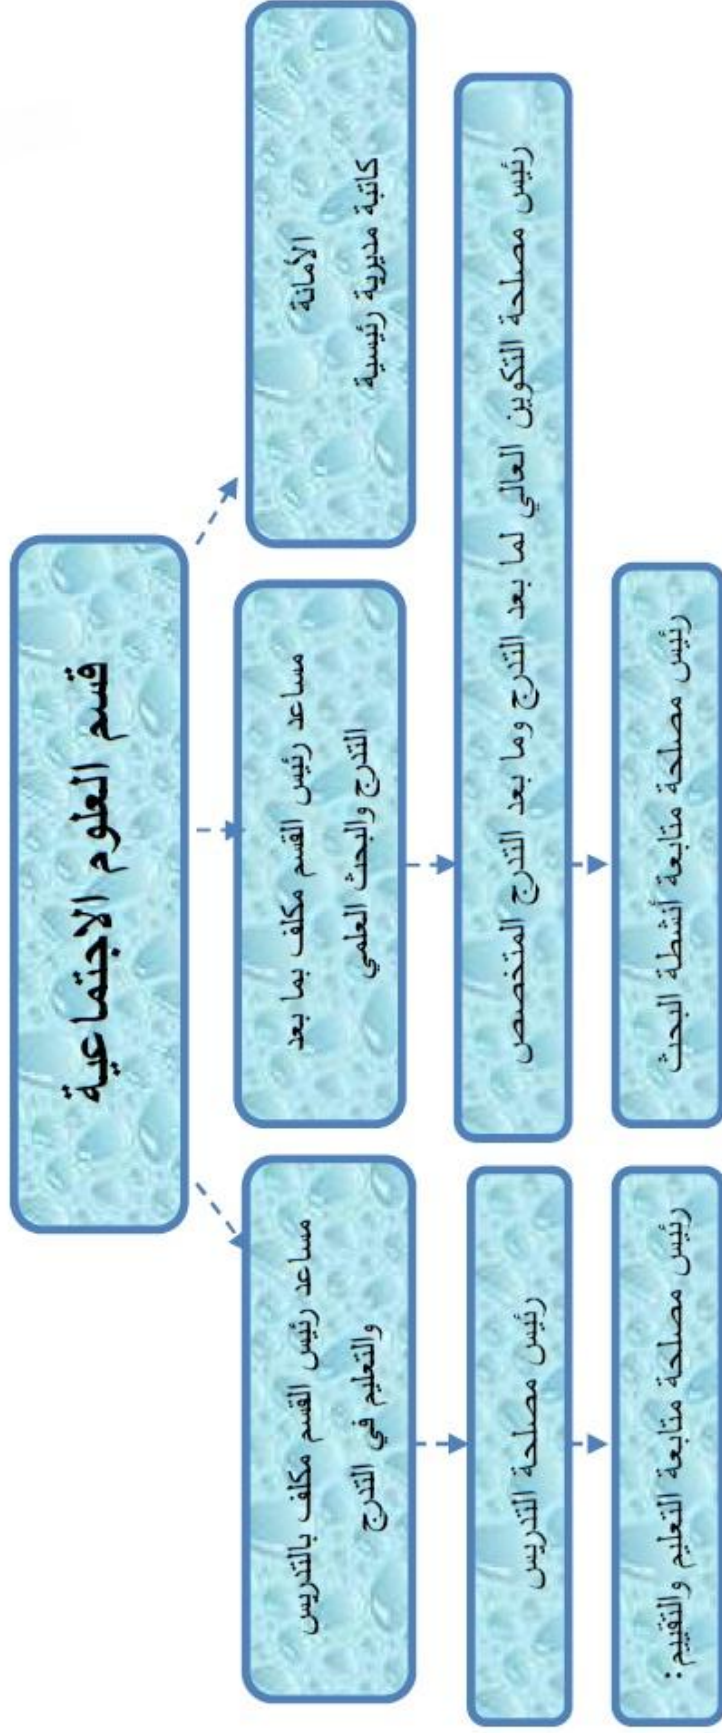 قسم العلوم الاجتماعية
الأمانة
كاتبة مديرية رئيسية
مساعد رئيس القسم مكلف بما بعد
التدرج والبحث العلمي
مساعد رئيس القسم مكلف بالتدريس
والتعليم في التدرج
رئيس مصلحة التكوين العالي لما بعد التدرج وما بعد التدرج المتخصص
رئيس مصلحة التدريس
رئيس مصلحة متابعة أنشطة البحث
رئيس مصلحة متابعة التعليم والتقييم: